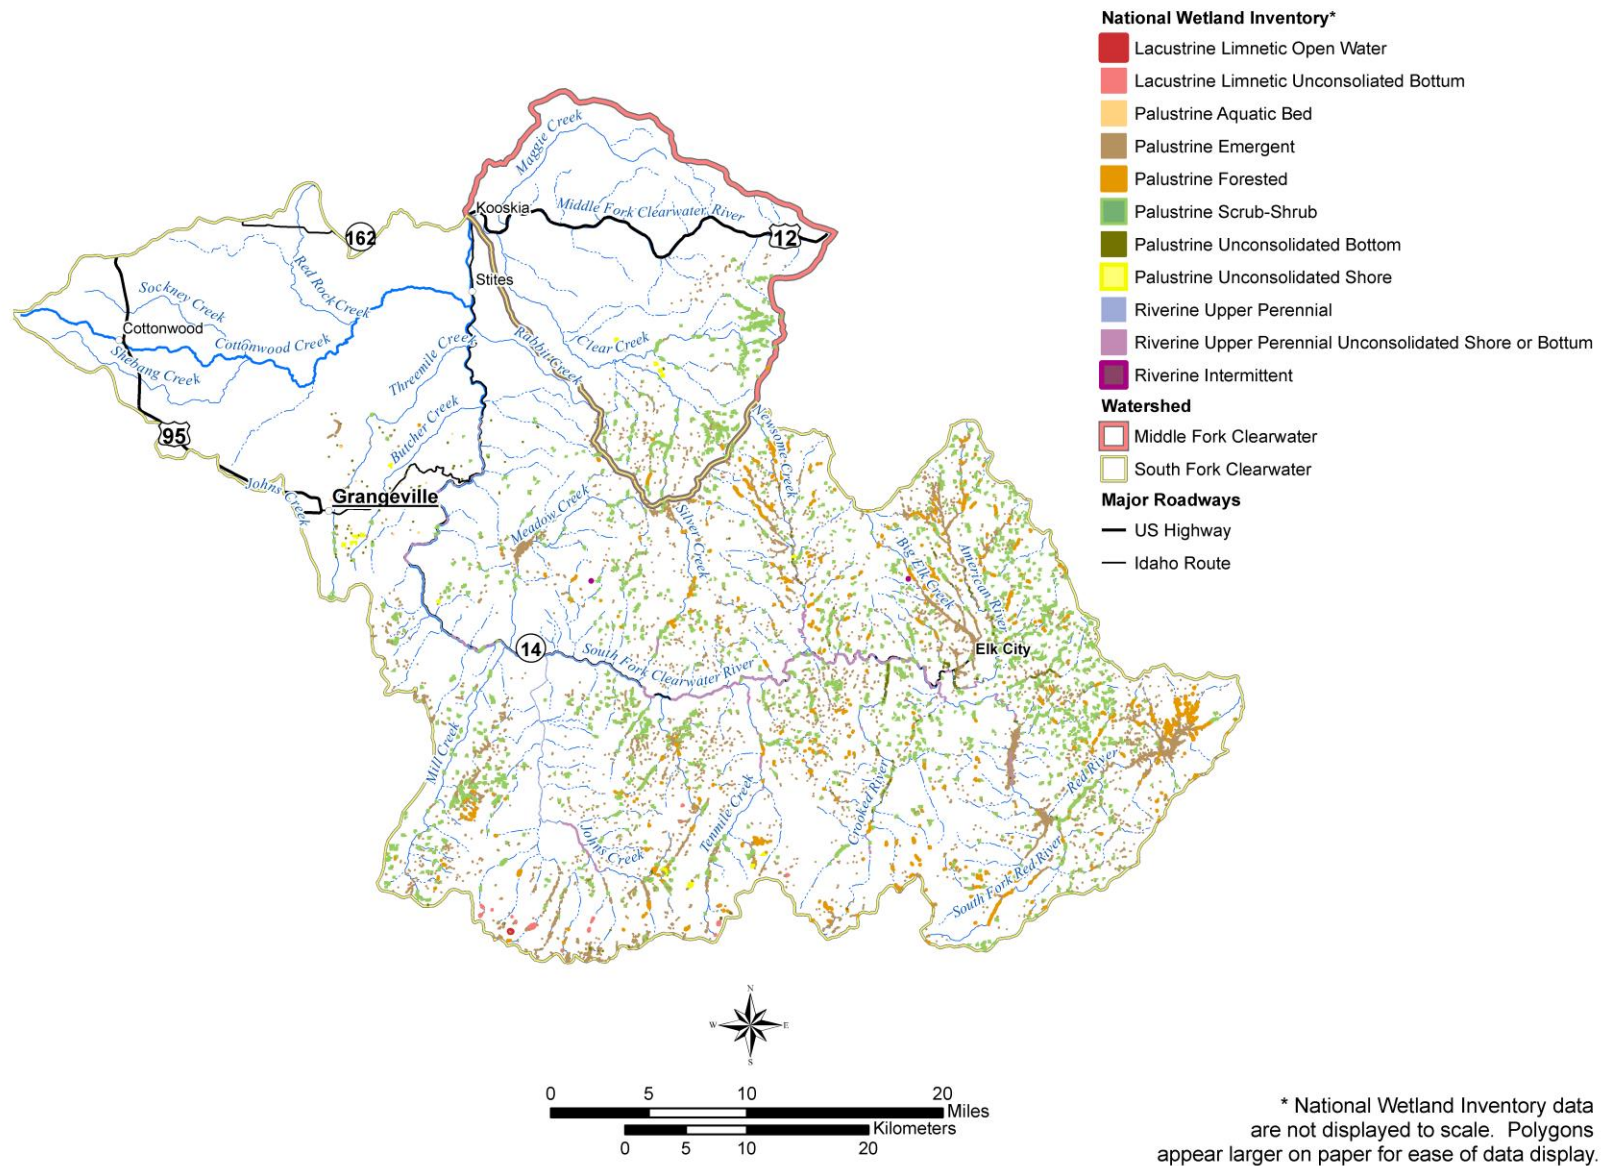 National Wetland Inventory*
Lacustrine Limnetic Open Water
Lacustrine Limnetic Unconsoliated Bottum
Palustrine Aquatic Bed
Palustrine Emergent
Palustrine Forested
Palustrine Scrub-Shrub
Palustrine Unconsolidated Bottom
Palustrine Unconsolidated Shore
Riverine Upper Perennial
Riverine Upper Perennial Unconsolidated Shore or Bottum
Riverine Intermittent
Watershed
Middle Fork Clearwater
South Fork Clearwater
Major Roadways
US Highway
Idaho Route
Maggie Creek
Kooskia
Middle Fork Clearwater River
12
162
Red Rock Creek
Stites
Sockney Creek
Cottonwood
Cottonwood Creek
Shebang Creek
Threemile Creek
Rabbit Creek
Clear Creek
Butcher Creek
Newsome Creek
95
Johns Creek
Grangeville
Meadow Creek
Silver Creek
Big Elk Creek
American River
14
South Fork Clearwater River
Elk City
Mill Creek
Red River
Crooked River
Tenmile Creek
Johns Creek
South Fork Red River
N
W
E
S
0 5 10 20
Miles
Kilometers
0 5 10 20
* National Wetland Inventory data
are not displayed to scale. Polygons
appear larger on paper for ease of data display.